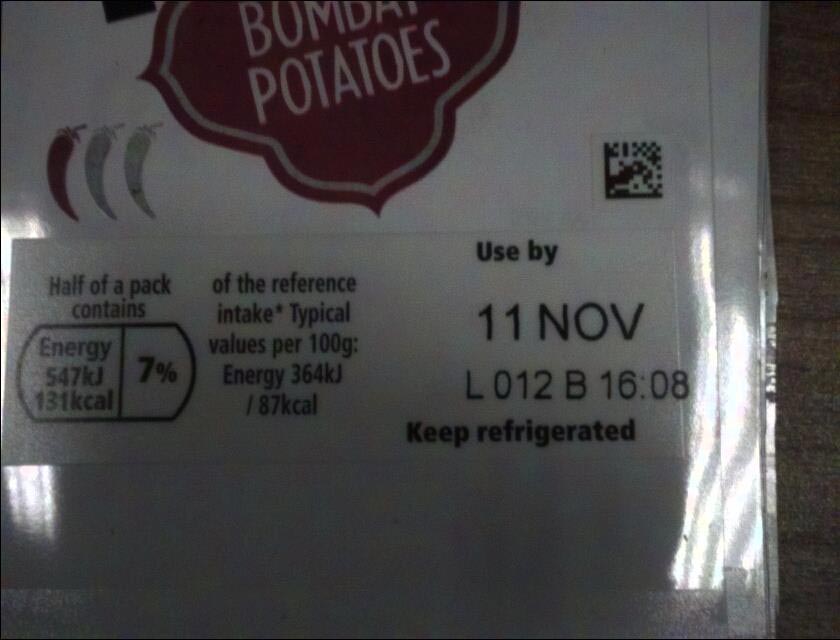 BOMBAY
POTATOES
Use by
11 NOV
L 012 B 16:08
Keep refrigerated
Half of a pack
contains
Energy
547kJ
131kcal
7%
of the reference
intake* Typical
values per 100g:
Energy 364kJ
/ 87kcal